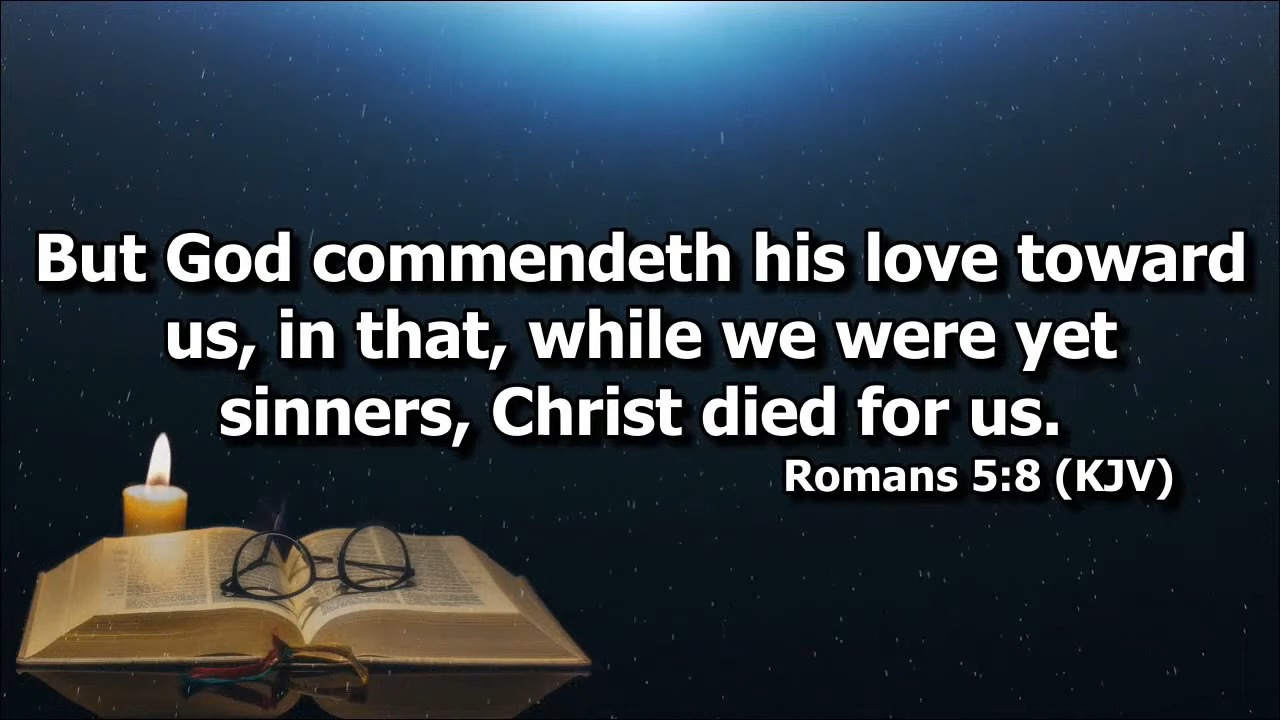 But God commendeth his love toward
us, in that, while we were yet
sinners, Christ died for us.
Romans 5:8 (KJV)